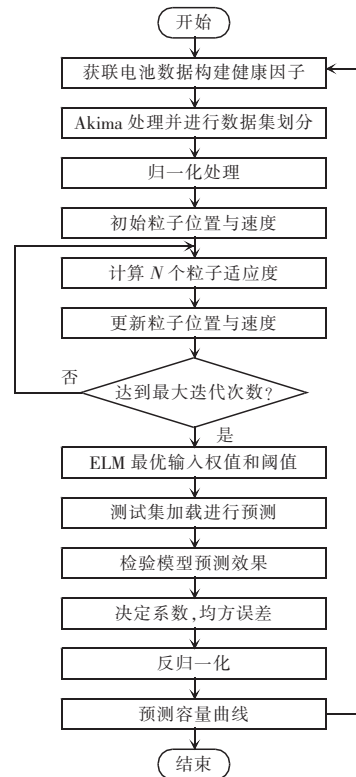 开始
获联电池数据构建健康因子
Akima 处理并进行数据集划分
归一化处理
初始粒子位置与速度
计算 N 个粒子适应度
更新粒子位置与速度
否
达到最大迭代次数?
是
ELM 最优输入权值和阈值
测试集加载进行预测
检验模型预测效果
决定系数,均方误差
反归一化
预测容量曲线
结束